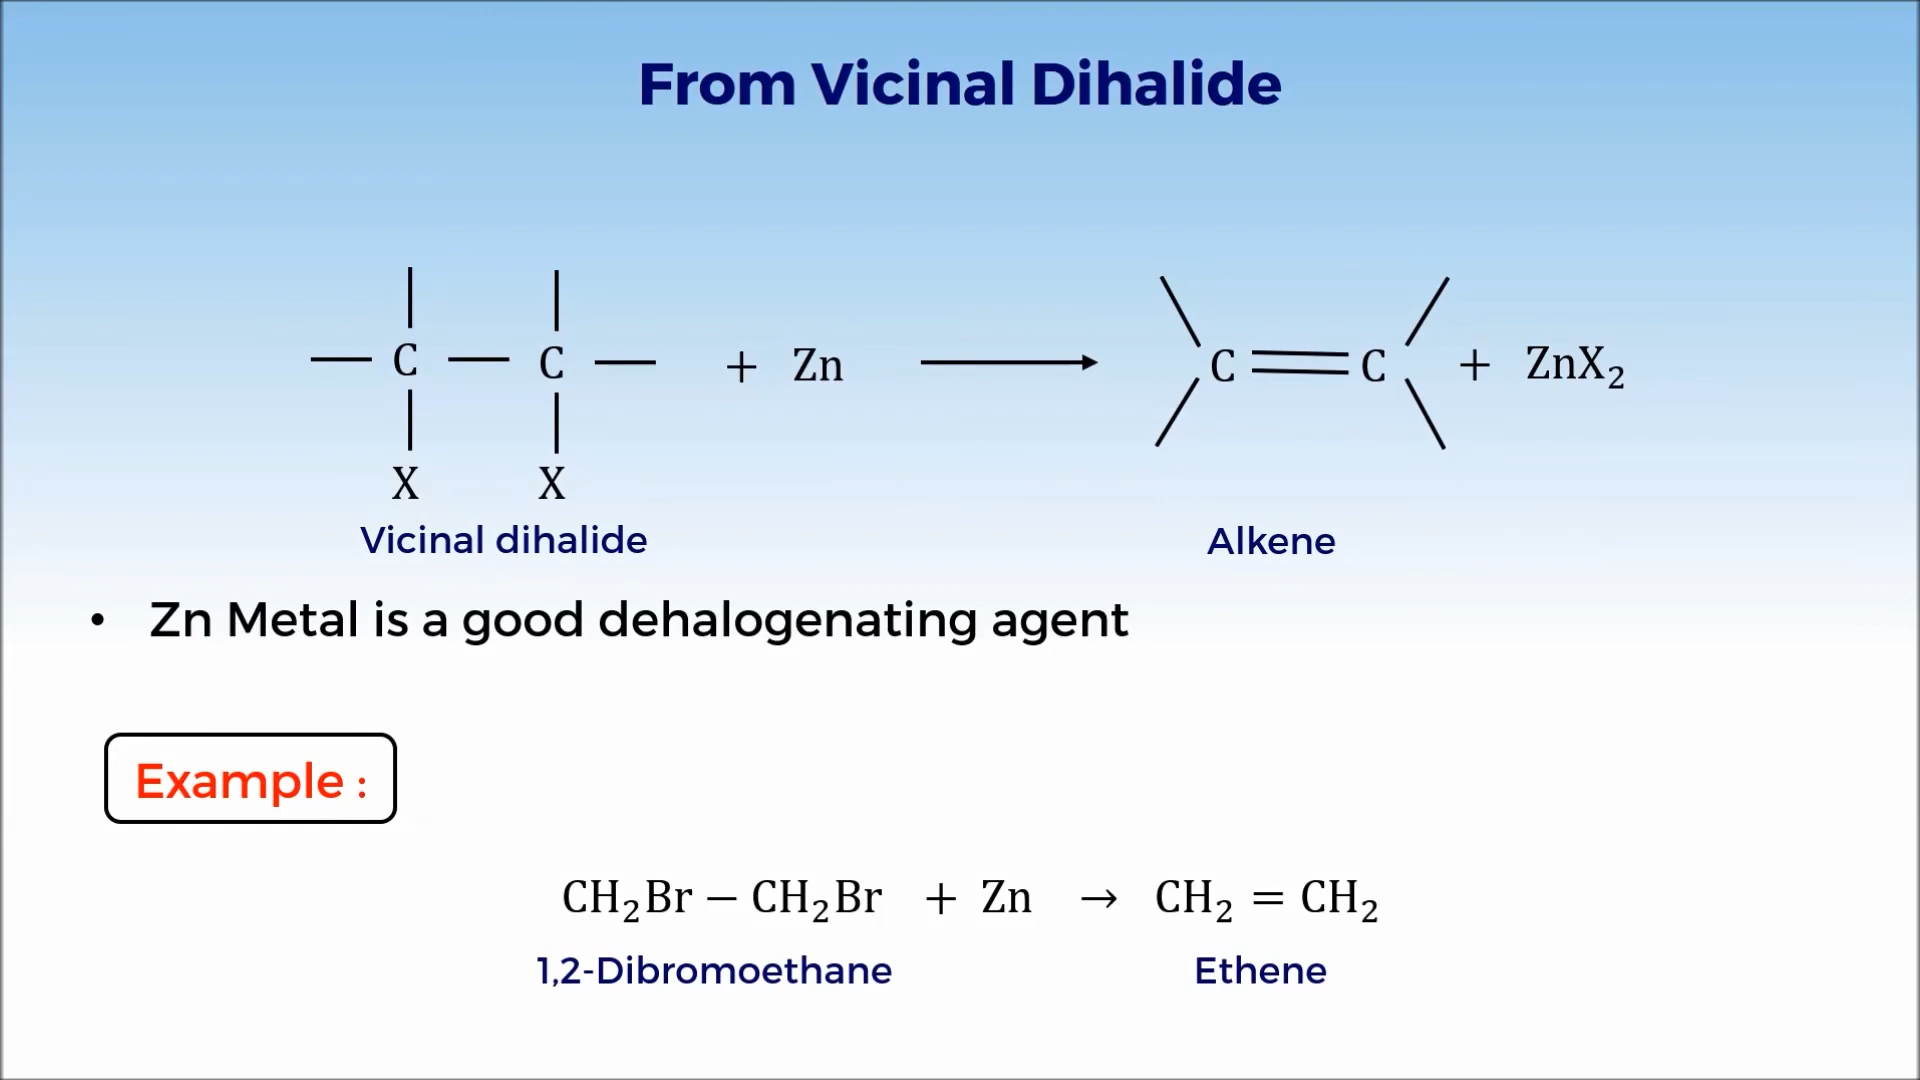 From Vicinal Dihalide
C C + Zn C C + ZnX₂
X X
Vicinal dihalide Alkene
• Zn Metal is a good dehalogenating agent
Example :
CH₂Br – CH₂Br + Zn → CH₂ = CH₂
1,2-Dibromoethane Ethene